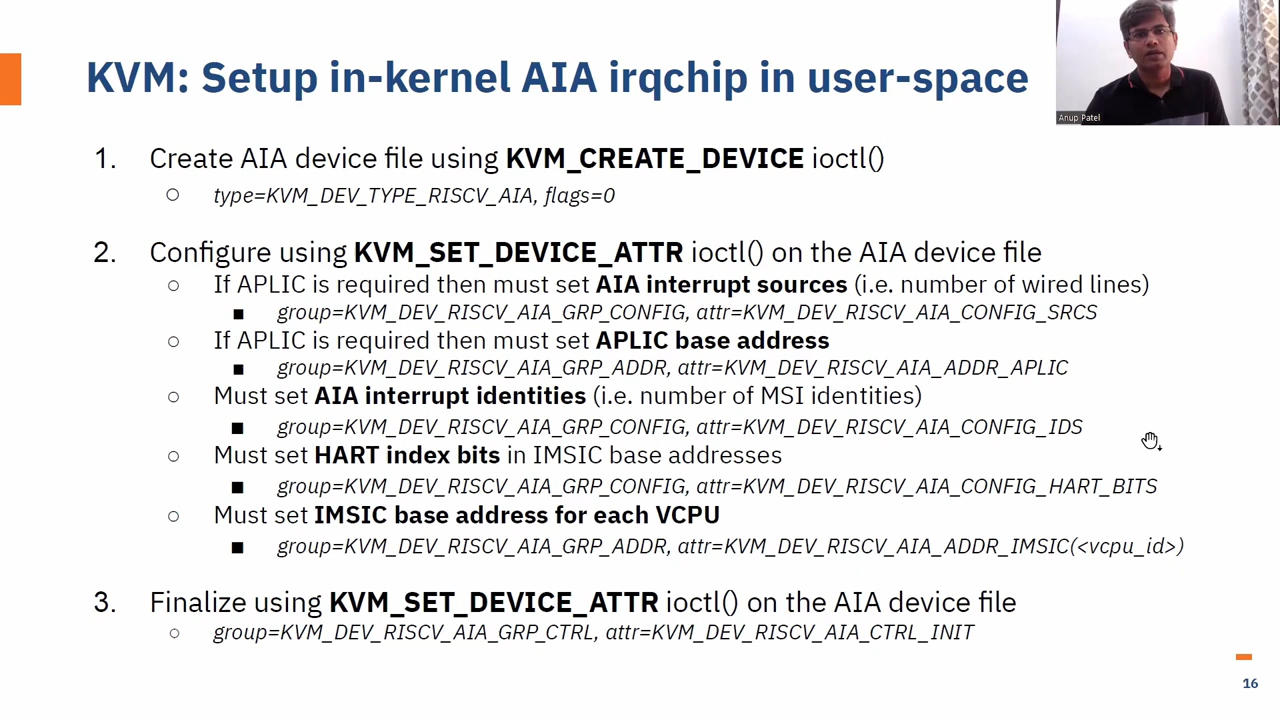 KVM: Setup in-kernel AIA irqchip in user-space
Anup Patel
1. Create AIA device file using KVM_CREATE_DEVICE ioctl()
○ type=KVM_DEV_TYPE_RISCV_AIA, flags=0
2. Configure using KVM_SET_DEVICE_ATTR ioctl() on the AIA device file
○ If APLIC is required then must set AIA interrupt sources (i.e. number of wired lines)
■ group=KVM_DEV_RISCV_AIA_GRP_CONFIG, attr=KVM_DEV_RISCV_AIA_CONFIG_SRCS
○ If APLIC is required then must set APLIC base address
■ group=KVM_DEV_RISCV_AIA_GRP_ADDR, attr=KVM_DEV_RISCV_AIA_ADDR_APLIC
○ Must set AIA interrupt identities (i.e. number of MSI identities)
■ group=KVM_DEV_RISCV_AIA_GRP_CONFIG, attr=KVM_DEV_RISCV_AIA_CONFIG_IDS
○ Must set HART index bits in IMSIC base addresses
■ group=KVM_DEV_RISCV_AIA_GRP_CONFIG, attr=KVM_DEV_RISCV_AIA_CONFIG_HART_BITS
○ Must set IMSIC base address for each VCPU
■ group=KVM_DEV_RISCV_AIA_GRP_ADDR, attr=KVM_DEV_RISCV_AIA_ADDR_IMSIC(<vcpu_id>)
3. Finalize using KVM_SET_DEVICE_ATTR ioctl() on the AIA device file
○ group=KVM_DEV_RISCV_AIA_GRP_CTRL, attr=KVM_DEV_RISCV_AIA_CTRL_INIT
16